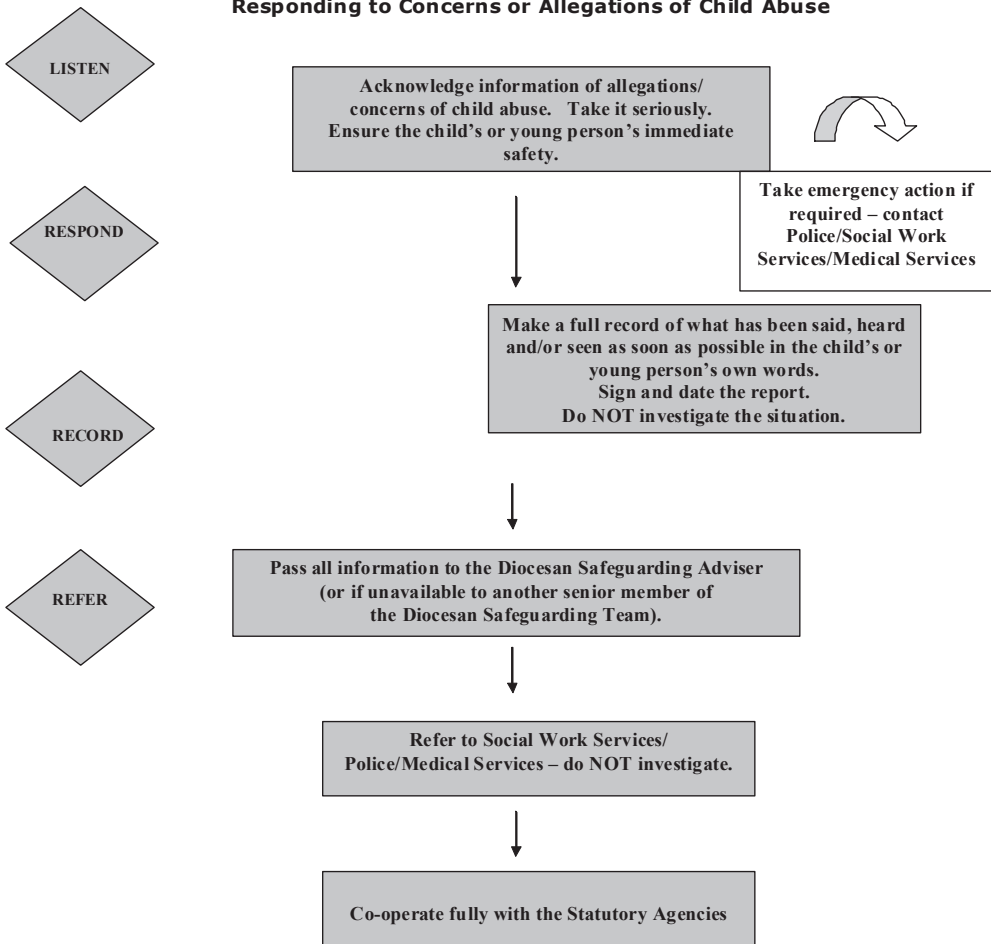 Responding to Concerns or Allegations of Child Abuse
LISTEN
Acknowledge information of allegations/
concerns of child abuse. Take it seriously.
Ensure the child's or young person's immediate
safety.
Take emergency action if
required – contact
Police/Social Work
Services/Medical Services
RESPOND
Make a full record of what has been said, heard
and/or seen as soon as possible in the child's or
young person's own words.
Sign and date the report.
Do NOT investigate the situation.
RECORD
Pass all information to the Diocesan Safeguarding Adviser
(or if unavailable to another senior member of
the Diocesan Safeguarding Team).
REFER
Refer to Social Work Services/
Police/Medical Services – do NOT investigate.
Co-operate fully with the Statutory Agencies